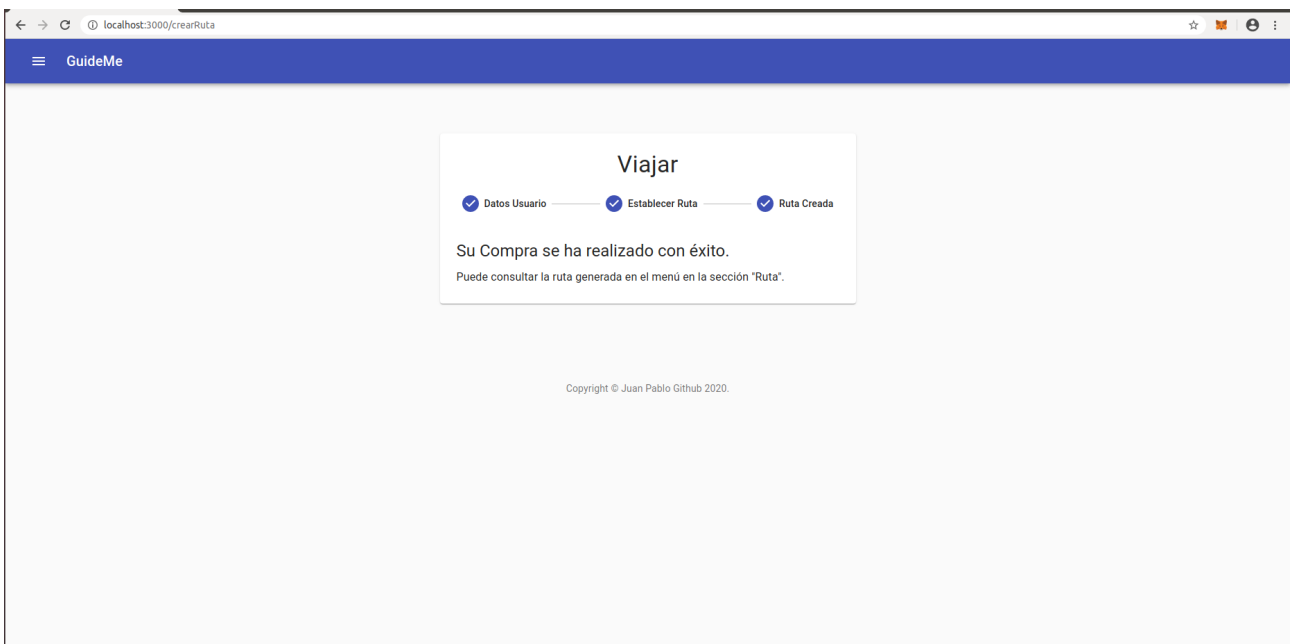 localhost:3000/crearRuta
GuideMe
Viajar
Datos Usuario Establecer Ruta Ruta Creada
Su Compra se ha realizado con éxito.
Puede consultar la ruta generada en el menú en la sección "Ruta".
Copyright © Juan Pablo Github 2020.